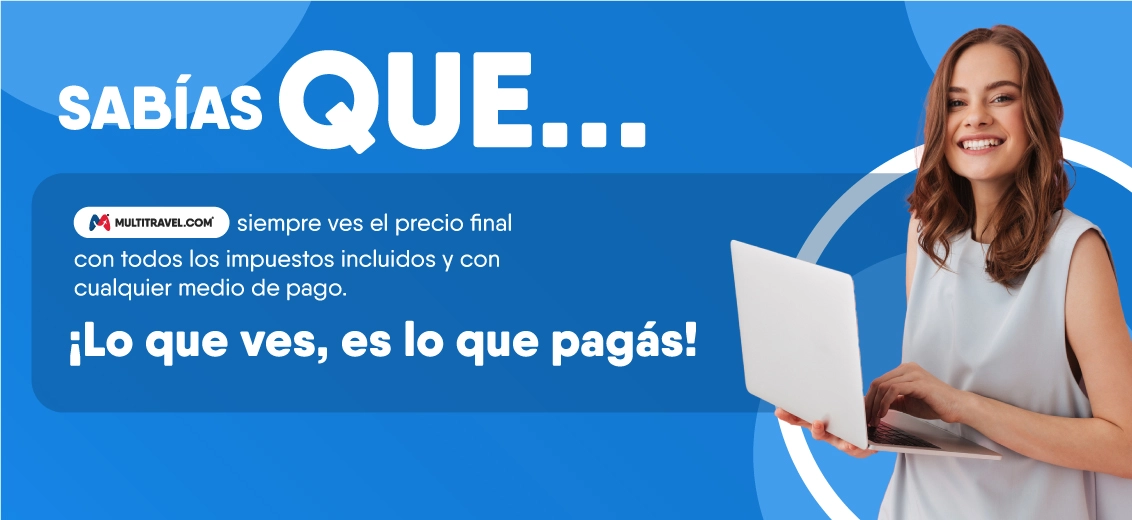 SABÍAS QUE...
MULTITRAVEL.COM siempre ves el precio final
con todos los impuestos incluidos y con
cualquier medio de pago.
¡Lo que ves, es lo que pagás!